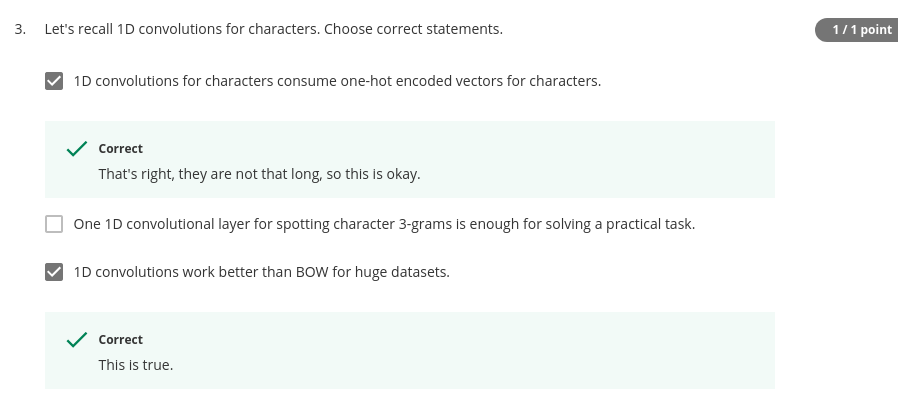 3. Let's recall 1D convolutions for characters. Choose correct statements.
1 / 1 point
1D convolutions for characters consume one-hot encoded vectors for characters.
Correct
That's right, they are not that long, so this is okay.
One 1D convolutional layer for spotting character 3-grams is enough for solving a practical task.
1D convolutions work better than BOW for huge datasets.
Correct
This is true.